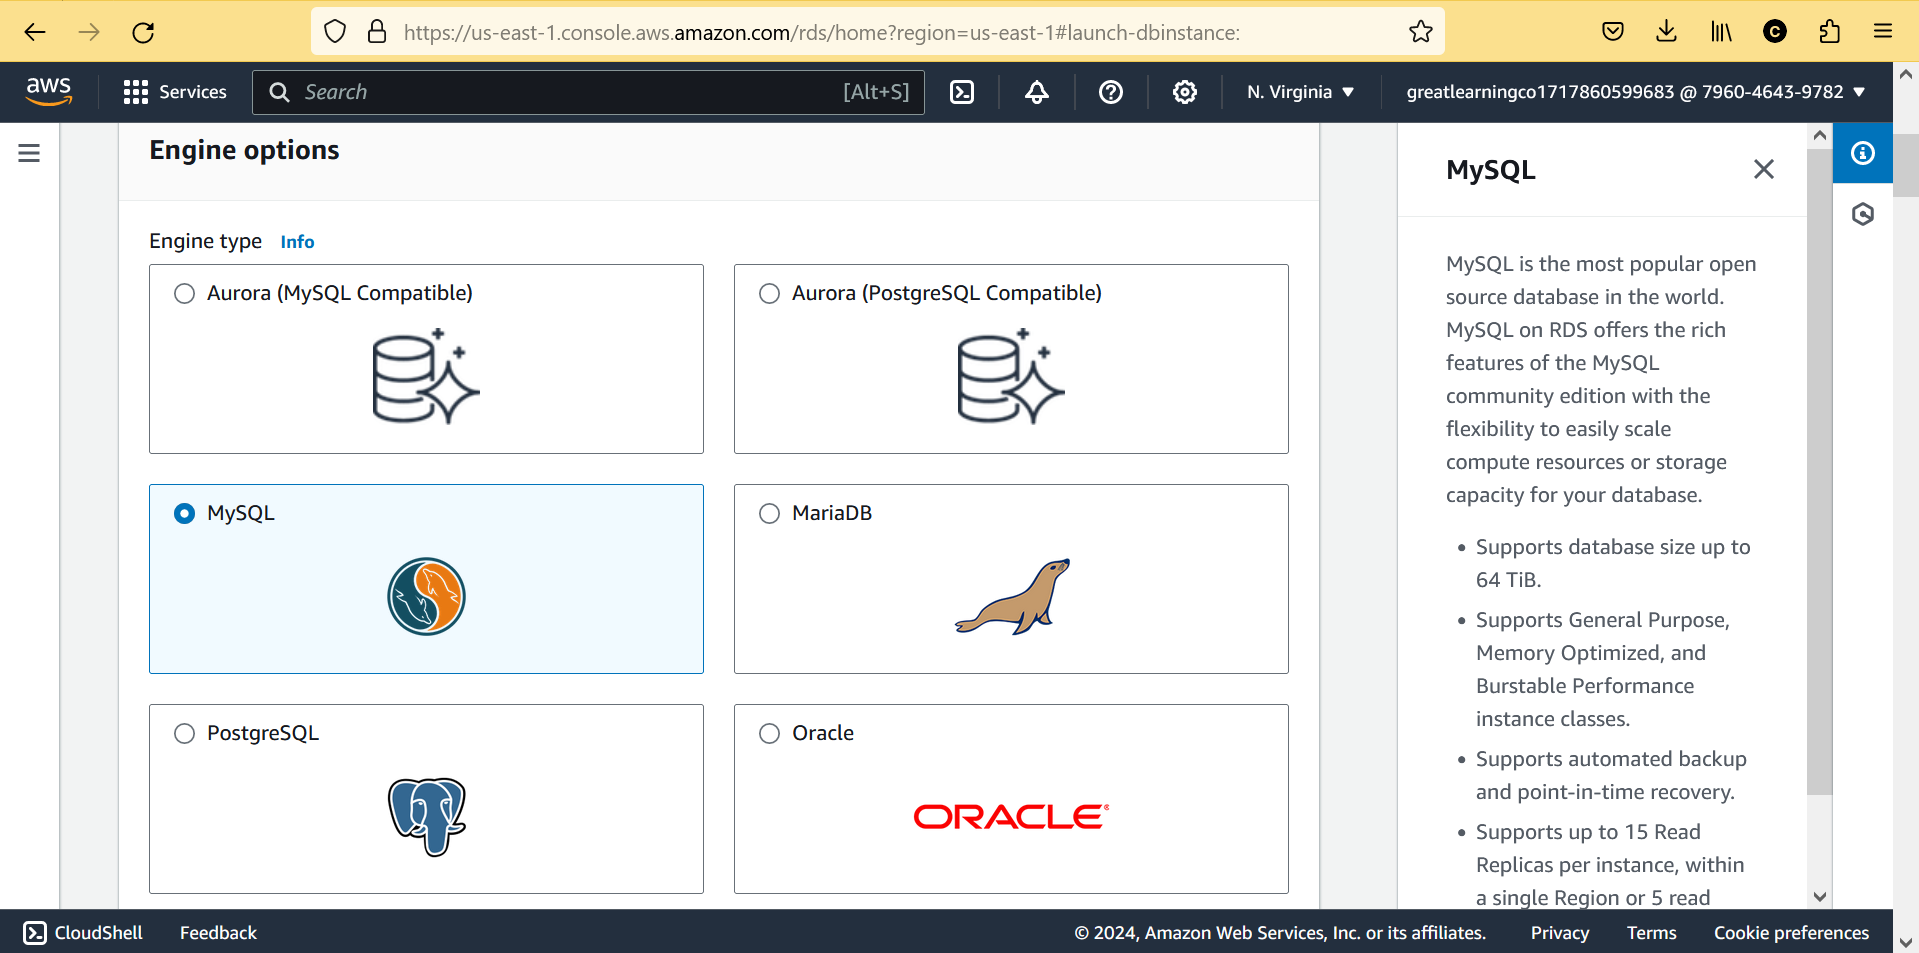 https://us-east-1.console.aws.amazon.com/rds/home?region=us-east-1#launch-dbinstance:
aws
Services
Search
[Alt+S]
N. Virginia
greatlearningco1717860599683 @ 7960-4643-9782
Engine options
Engine type Info
Aurora (MySQL Compatible)
Aurora (PostgreSQL Compatible)
MySQL
MariaDB
PostgreSQL
Oracle
ORACLE®
MySQL
MySQL is the most popular open
source database in the world.
MySQL on RDS offers the rich
features of the MySQL
community edition with the
flexibility to easily scale
compute resources or storage
capacity for your database.
• Supports database size up to
64 TiB.
• Supports General Purpose,
Memory Optimized, and
Burstable Performance
instance classes.
• Supports automated backup
and point-in-time recovery.
• Supports up to 15 Read
Replicas per instance, within
a single Region or 5 read
CloudShell
Feedback
© 2024, Amazon Web Services, Inc. or its affiliates.
Privacy
Terms
Cookie preferences